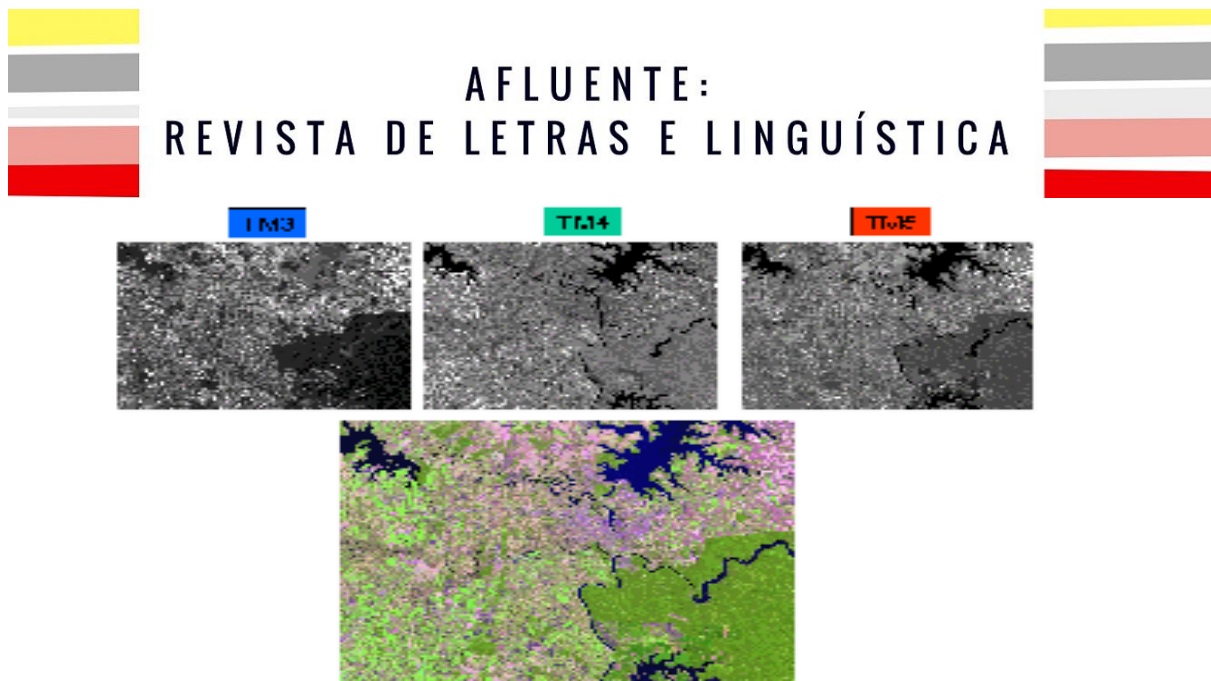 AFLUENTE:
REVISTA DE LETRAS E LINGUÍSTICA
TM3
TM4
TM5